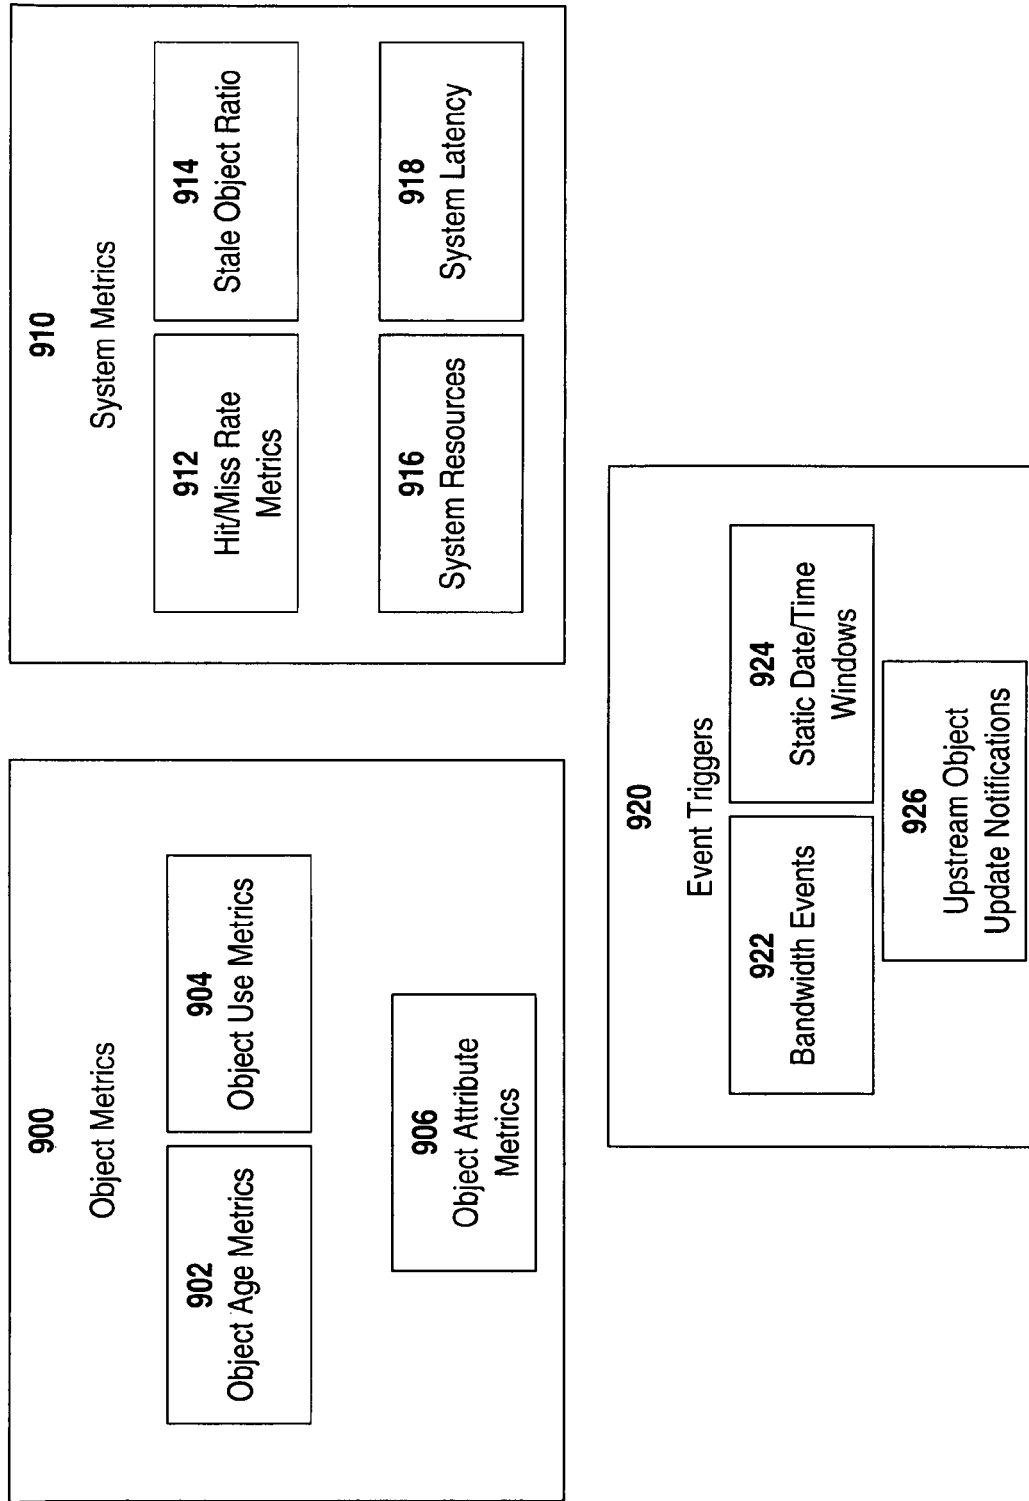 900
Object Metrics
902
Object Age Metrics
904
Object Use Metrics
906
Object Attribute
Metrics
910
System Metrics
912
Hit/Miss Rate
Metrics
914
Stale Object Ratio
916
System Resources
918
System Latency
920
Event Triggers
922
Bandwidth Events
924
Static Date/Time
Windows
926
Upstream Object
Update Notifications